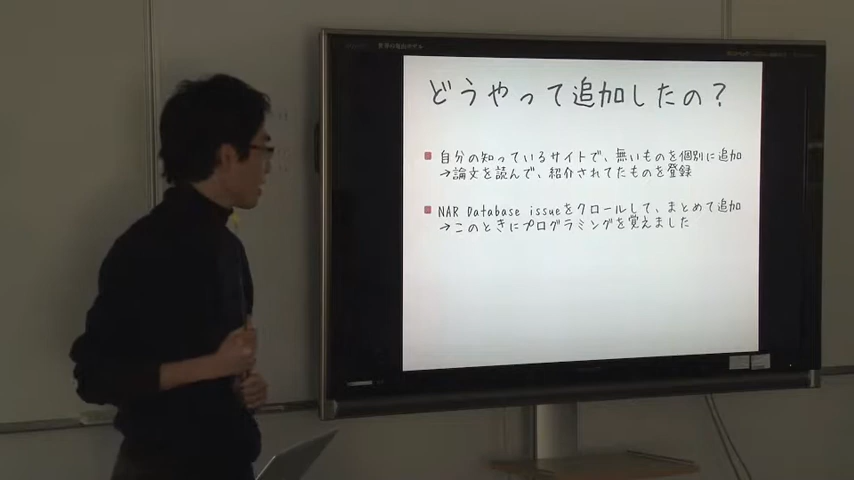 どうやって追加したの？
自分の知っているサイトで、無いものを個別に追加
→論文を読んで、紹介されてたものを登録
NAR Database issueをクロールして、まとめて追加
→このときにプログラミングを覚えました